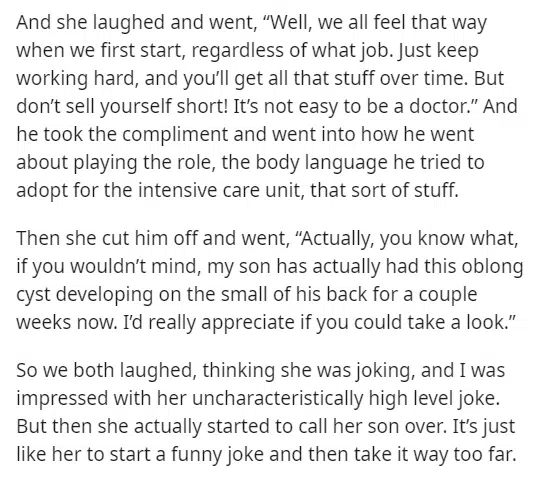 And she laughed and went, “Well, we all feel that way
when we first start, regardless of what job. Just keep
working hard, and you’ll get all that stuff over time. But
don’t sell yourself short! It’s not easy to be a doctor.” And
he took the compliment and went into how he went
about playing the role, the body language he tried to
adopt for the intensive care unit, that sort of stuff.
Then she cut him off and went, “Actually, you know what,
if you wouldn’t mind, my son has actually had this oblong
cyst developing on the small of his back for a couple
weeks now. I’d really appreciate if you could take a look.”
So we both laughed, thinking she was joking, and I was
impressed with her uncharacteristically high level joke.
But then she actually started to call her son over. It’s just
like her to start a funny joke and then take it way too far.